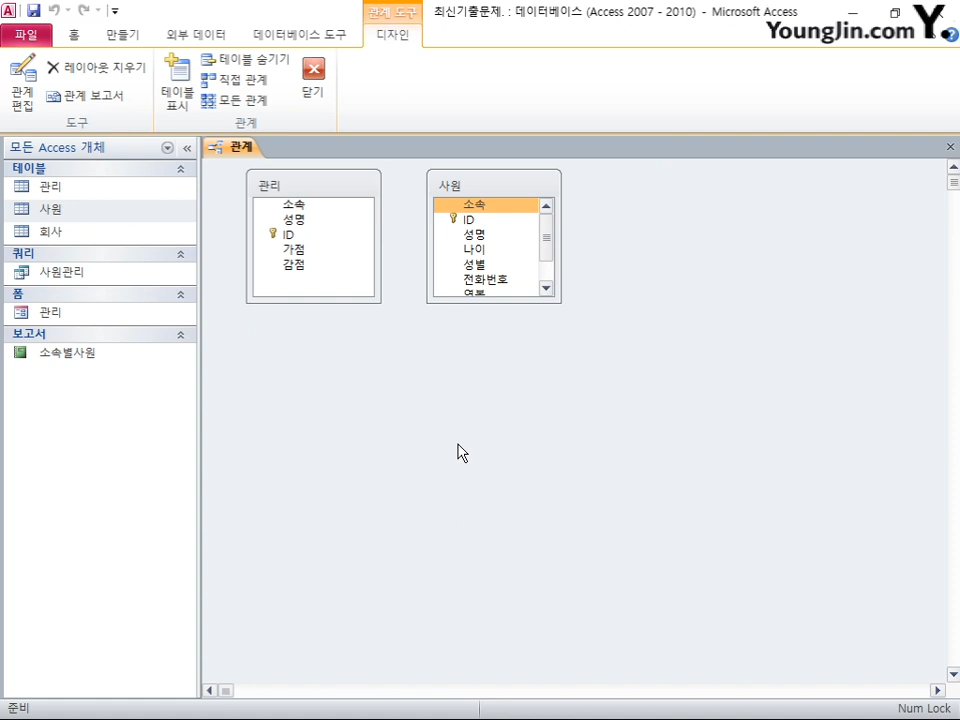 관계 도구
최신기출문제. : 데이터베이스 (Access 2007 - 2010) - Microsoft Access
파일
홈
만들기
외부 데이터
데이터베이스 도구
디자인
YoungJin.com Y.
관계
편집
레이아웃 지우기
관계 보고서
도구
테이블
표시
테이블 숨기기
직접 관계
모든 관계
관계
닫기
모든 Access 개체
테이블
관리
사원
회사
쿼리
사원관리
폼
관리
보고서
소속별사원
관계
관리
소속
성명
ID
가점
감점
사원
소속
ID
성명
나이
성별
전화번호
연봉
준비
Num Lock